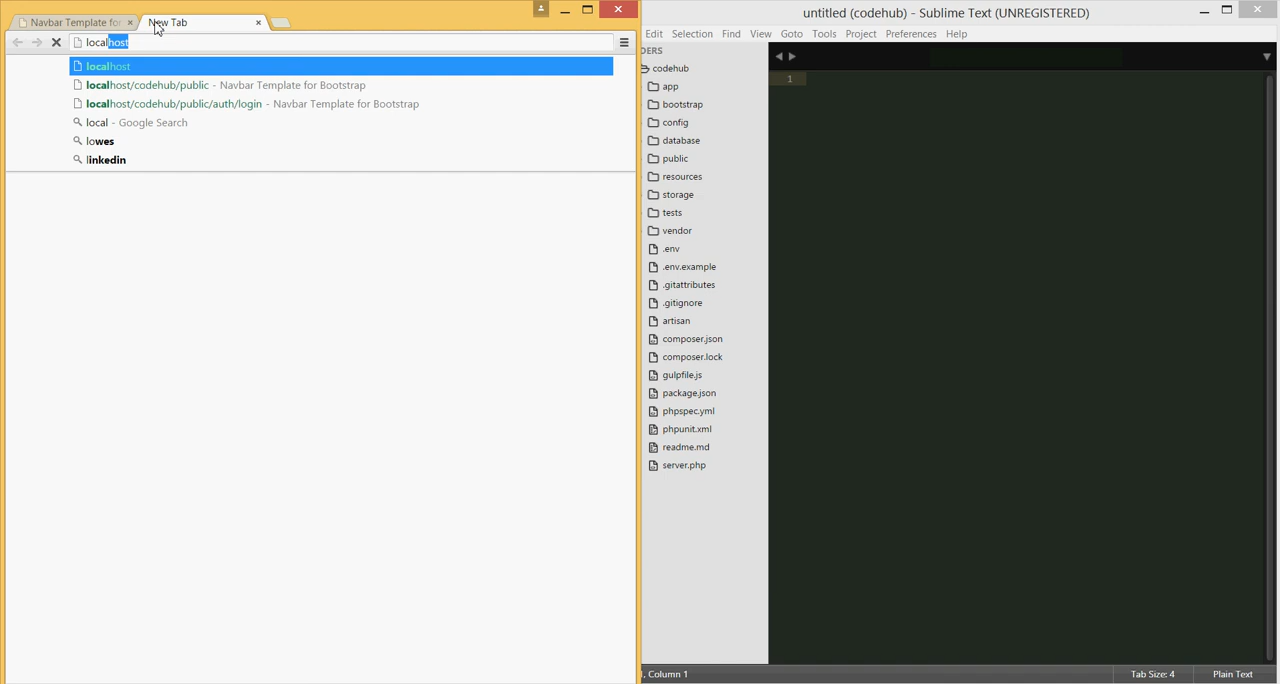 Navbar Template for
New Tab
localhost
localhost
localhost/codehub/public - Navbar Template for Bootstrap
localhost/codehub/public/auth/login - Navbar Template for Bootstrap
local - Google Search
lowes
linkedin
untitled (codehub) - Sublime Text (UNREGISTERED)
Edit Selection Find View Goto Tools Project Preferences Help
DERS
codehub
app
bootstrap
config
database
public
resources
storage
tests
vendor
.env
.env.example
.gitattributes
.gitignore
artisan
composer.json
composer.lock
gulpfile.js
package.json
phpspec.yml
phpunit.xml
readme.md
server.php
1
, Column 1
Tab Size: 4
Plain Text